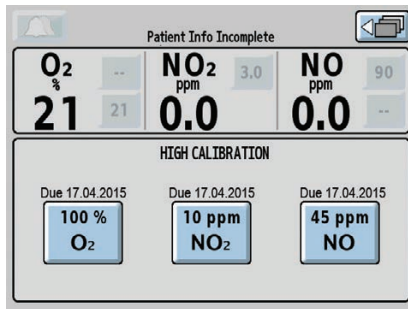 Patient Info Incomplete
O2 % -- 21 21
NO2 ppm 3.0 0.0
NO ppm 90 -- 0.0
HIGH CALIBRATION
Due 17.04.2015 Due 17.04.2015 Due 17.04.2015
100 % 10 ppm 45 ppm
O2 NO2 NO